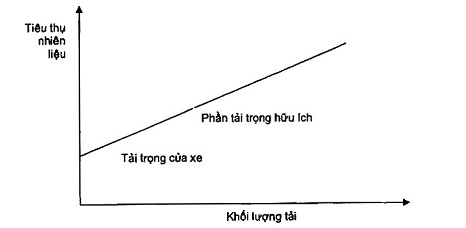 Tiêu thụ
nhiên
liệu
Phần tải trọng hữu ích
Tải trọng của xe
Khối lượng tải